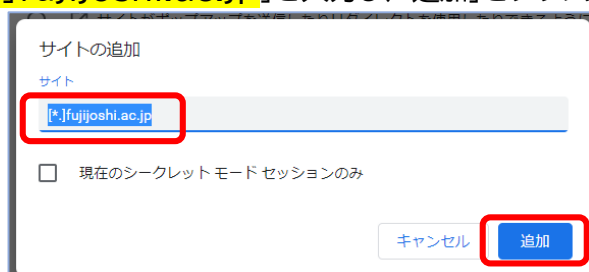 サイトの追加
サイト
[*.]fujijoshi.ac.jp
現在のシークレット モード セッションのみ
キャンセル
追加